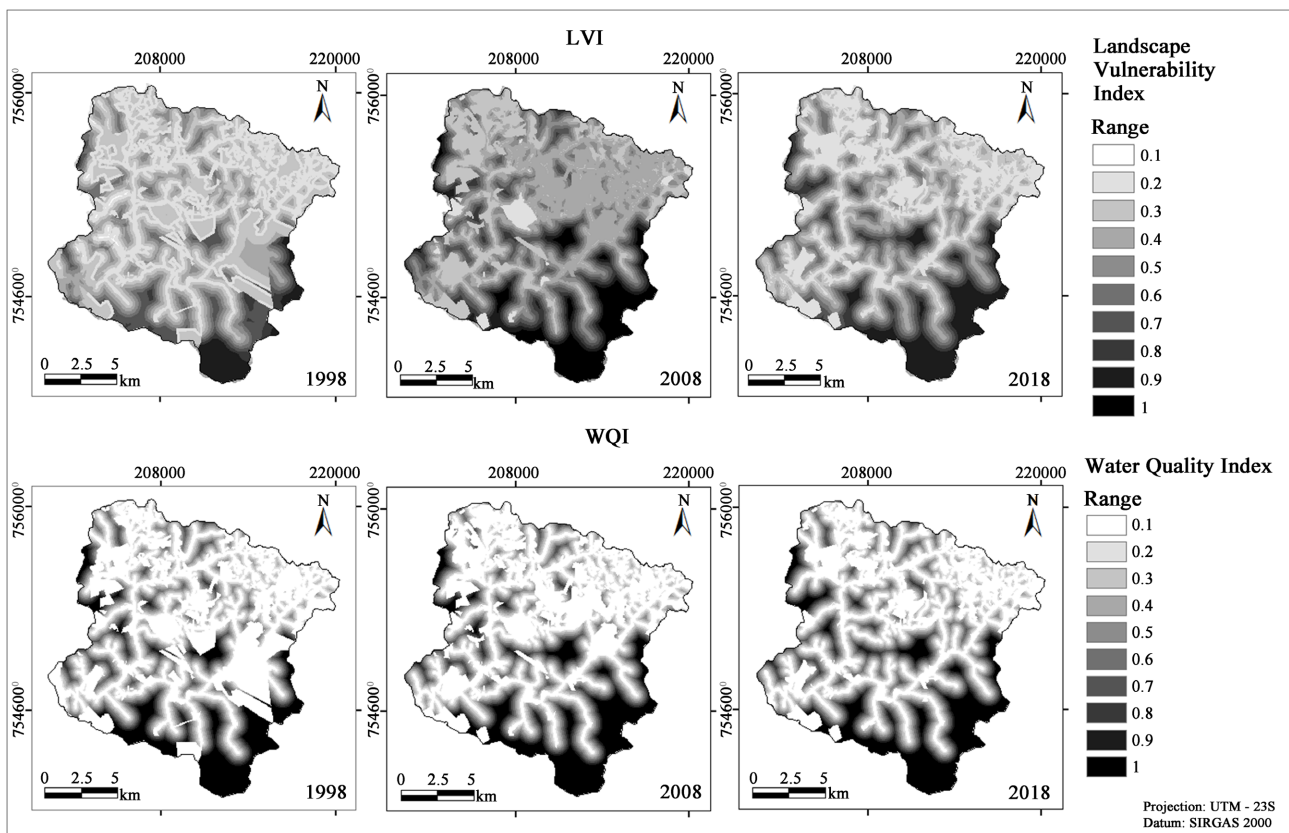 LVI
208000
220000
208000
220000
208000
220000
7560000
7546000
N
0 2.5 5
km
1998
7560000
7546000
N
0 2.5 5
km
2008
7560000
7546000
N
0 2.5 5
km
2018
Landscape
Vulnerability
Index
Range
0.1
0.2
0.3
0.4
0.5
0.6
0.7
0.8
0.9
1
WQI
208000
220000
208000
220000
208000
220000
7560000
7546000
N
0 2.5 5
km
1998
7560000
7546000
N
0 2.5 5
km
2008
7560000
7546000
N
0 2.5 5
km
2018
Water Quality Index
Range
0.1
0.2
0.3
0.4
0.5
0.6
0.7
0.8
0.9
1
Projection: UTM - 23S
Datum: SIRGAS 2000